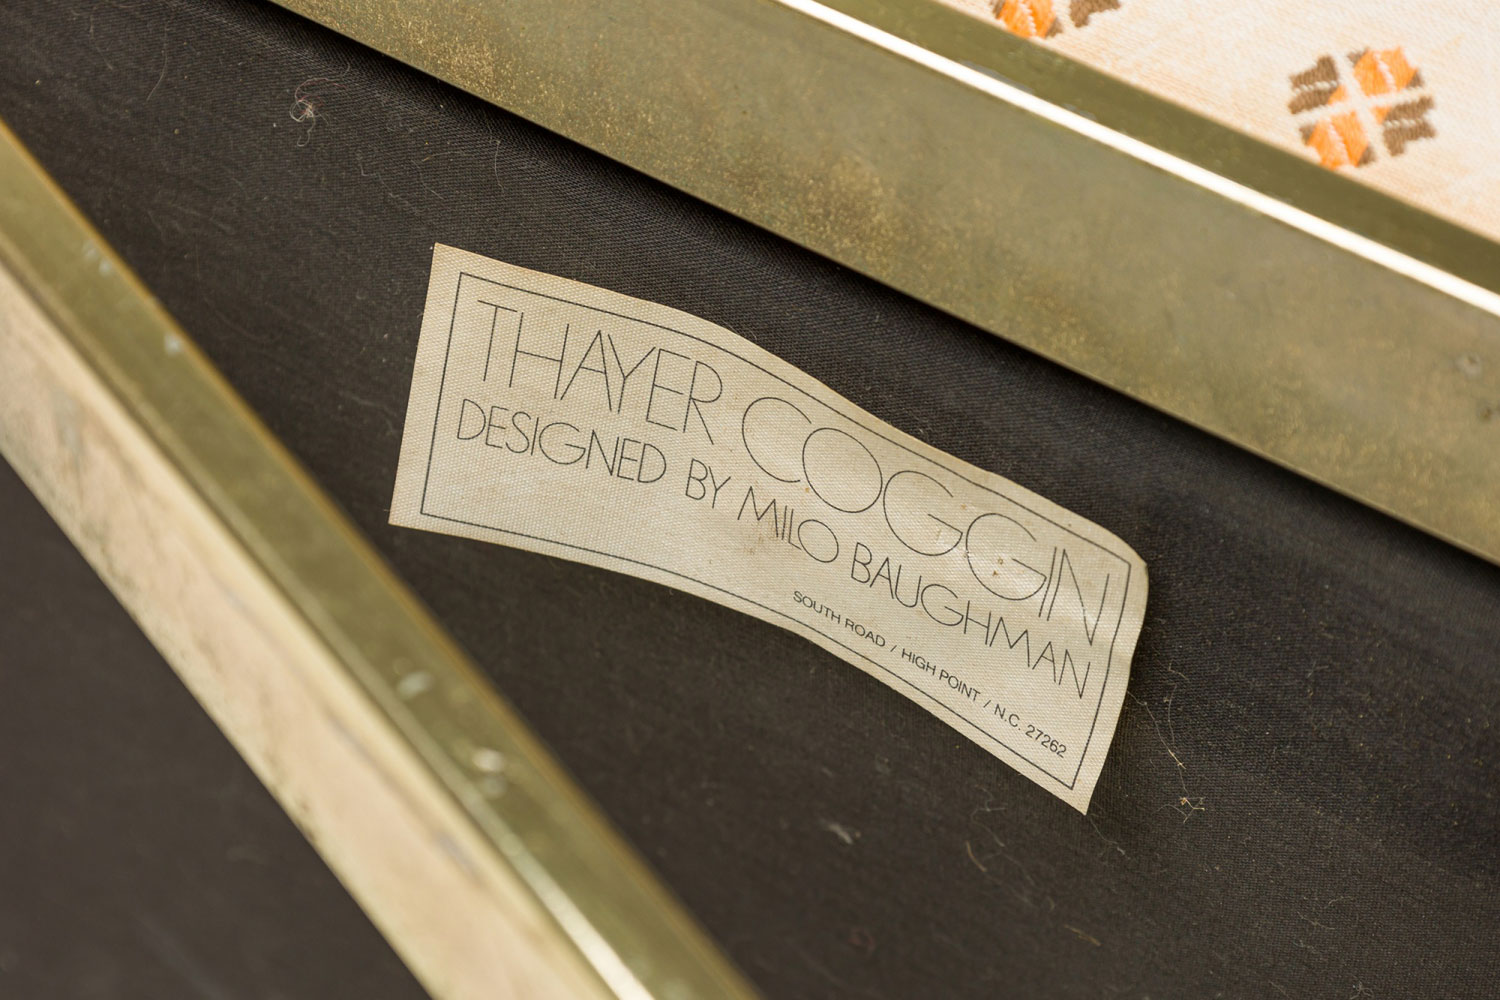 THAYER COGGIN
DESIGNED BY MILO BAUGHMAN
SOUTH ROAD / HIGH POINT / N.C. 27262